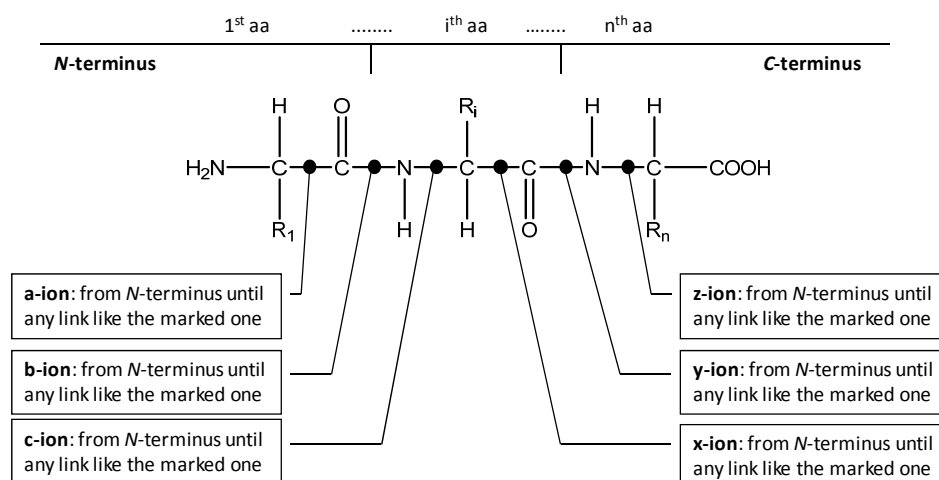 1st aa ........ ith aa ........ nth aa
N-terminus C-terminus
H O Ri H H
H2N C C N C C N C COOH
R1 H H O Rn
a-ion: from N-terminus until
any link like the marked one
z-ion: from N-terminus until
any link like the marked one
b-ion: from N-terminus until
any link like the marked one
y-ion: from N-terminus until
any link like the marked one
c-ion: from N-terminus until
any link like the marked one
x-ion: from N-terminus until
any link like the marked one